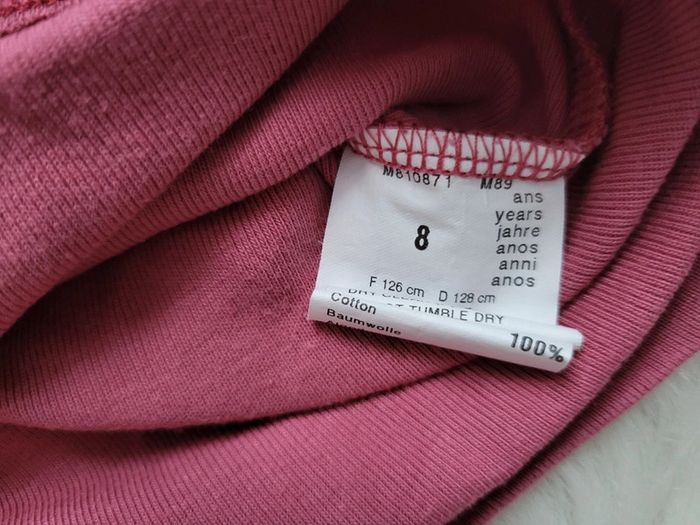 M810871 M89
ans
years
8 jahre
anos
anni
anos
F 126 cm D 128 cm
TUMBLE DRY
Cotton
Baumwolle
100%